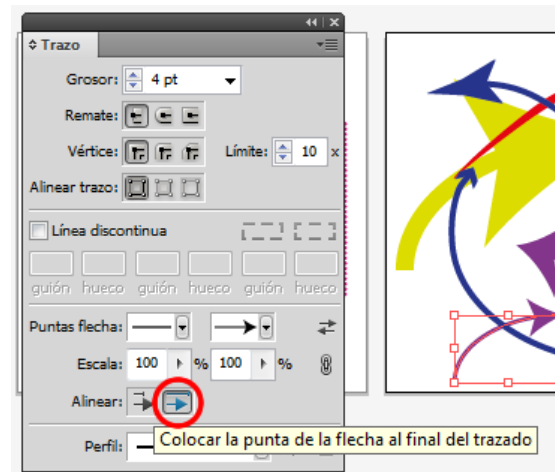 Trazo
Grosor: 4 pt
Remate:
Vértice: Límite: 10 x
Alinear trazo:
Línea discontinua
guión hueco guión hueco guión hueco
Puntas flecha:
Escala: 100 % 100 %
Alinear:
Colocar la punta de la flecha al final del trazado
Perfil: